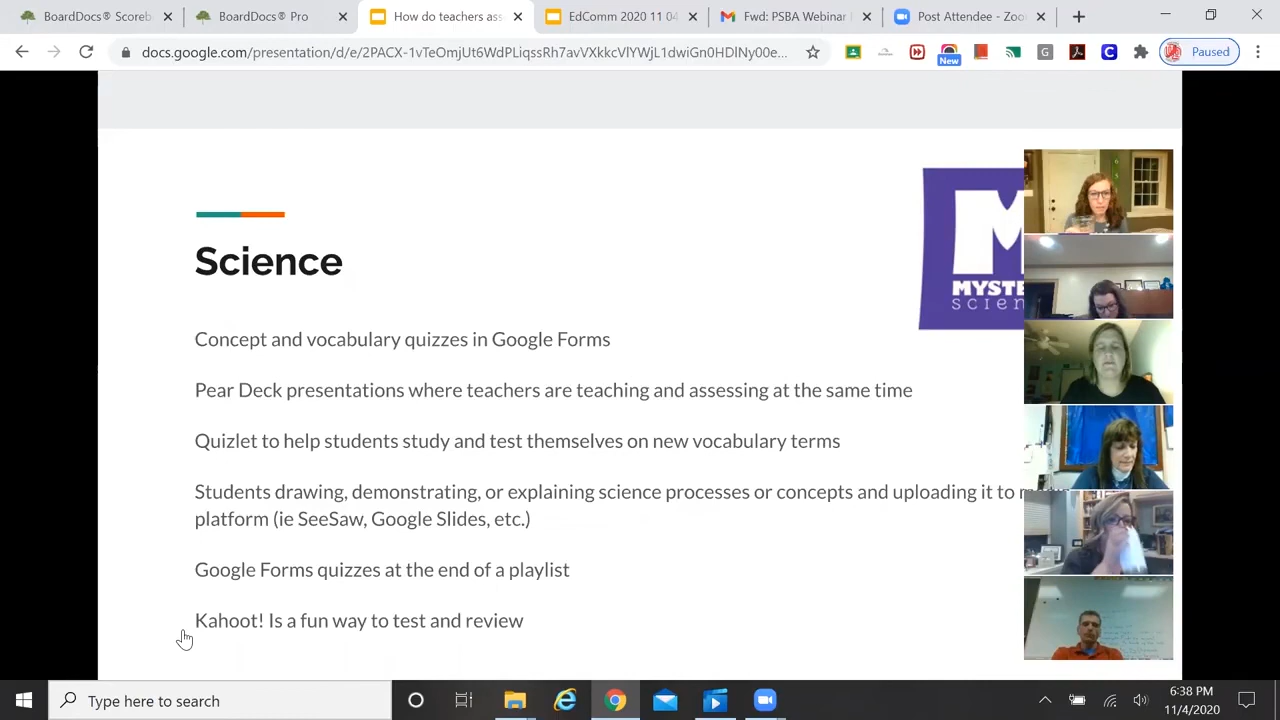 BoardDocs® Scoreb
BoardDocs® Pro
How do teachers ass
EdComm 2020 11 04
Fwd: PSBA Webinar
Post Attendee - Zoo
docs.google.com/presentation/d/e/2PACX-1vTeOmjUt6WdPLiqssRh7avVXkkcVlYWjL1dwiGn0HDlNy00e...
New
G
C
Paused
Science
M
MYSTE
scien
Concept and vocabulary quizzes in Google Forms
Pear Deck presentations where teachers are teaching and assessing at the same time
Quizlet to help students study and test themselves on new vocabulary terms
Students drawing, demonstrating, or explaining science processes or concepts and uploading it to
platform (ie SeeSaw, Google Slides, etc.)
Google Forms quizzes at the end of a playlist
Kahoot! Is a fun way to test and review
Type here to search
6:38 PM
11/4/2020